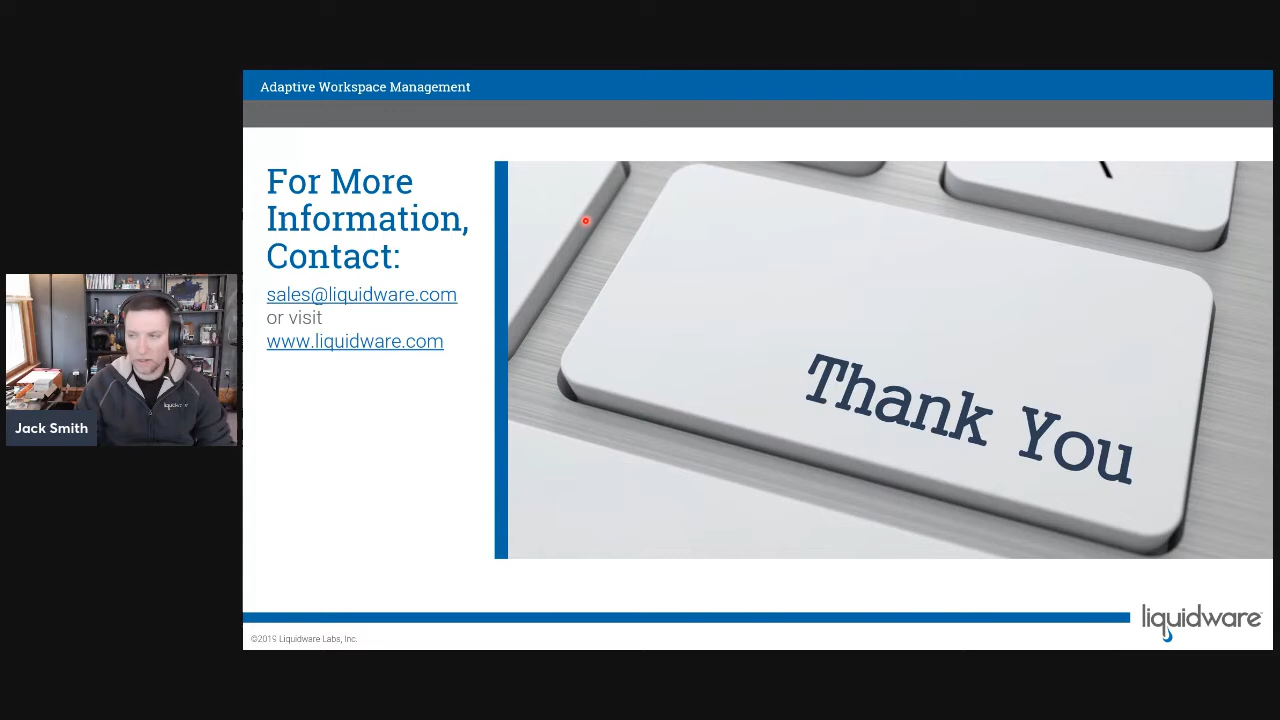 Adaptive Workspace Management
For More
Information,
Contact:
sales@liquidware.com
or visit
www.liquidware.com
Thank You
liquidware
Jack Smith
©2019 Liquidware Labs, Inc.
liquidware